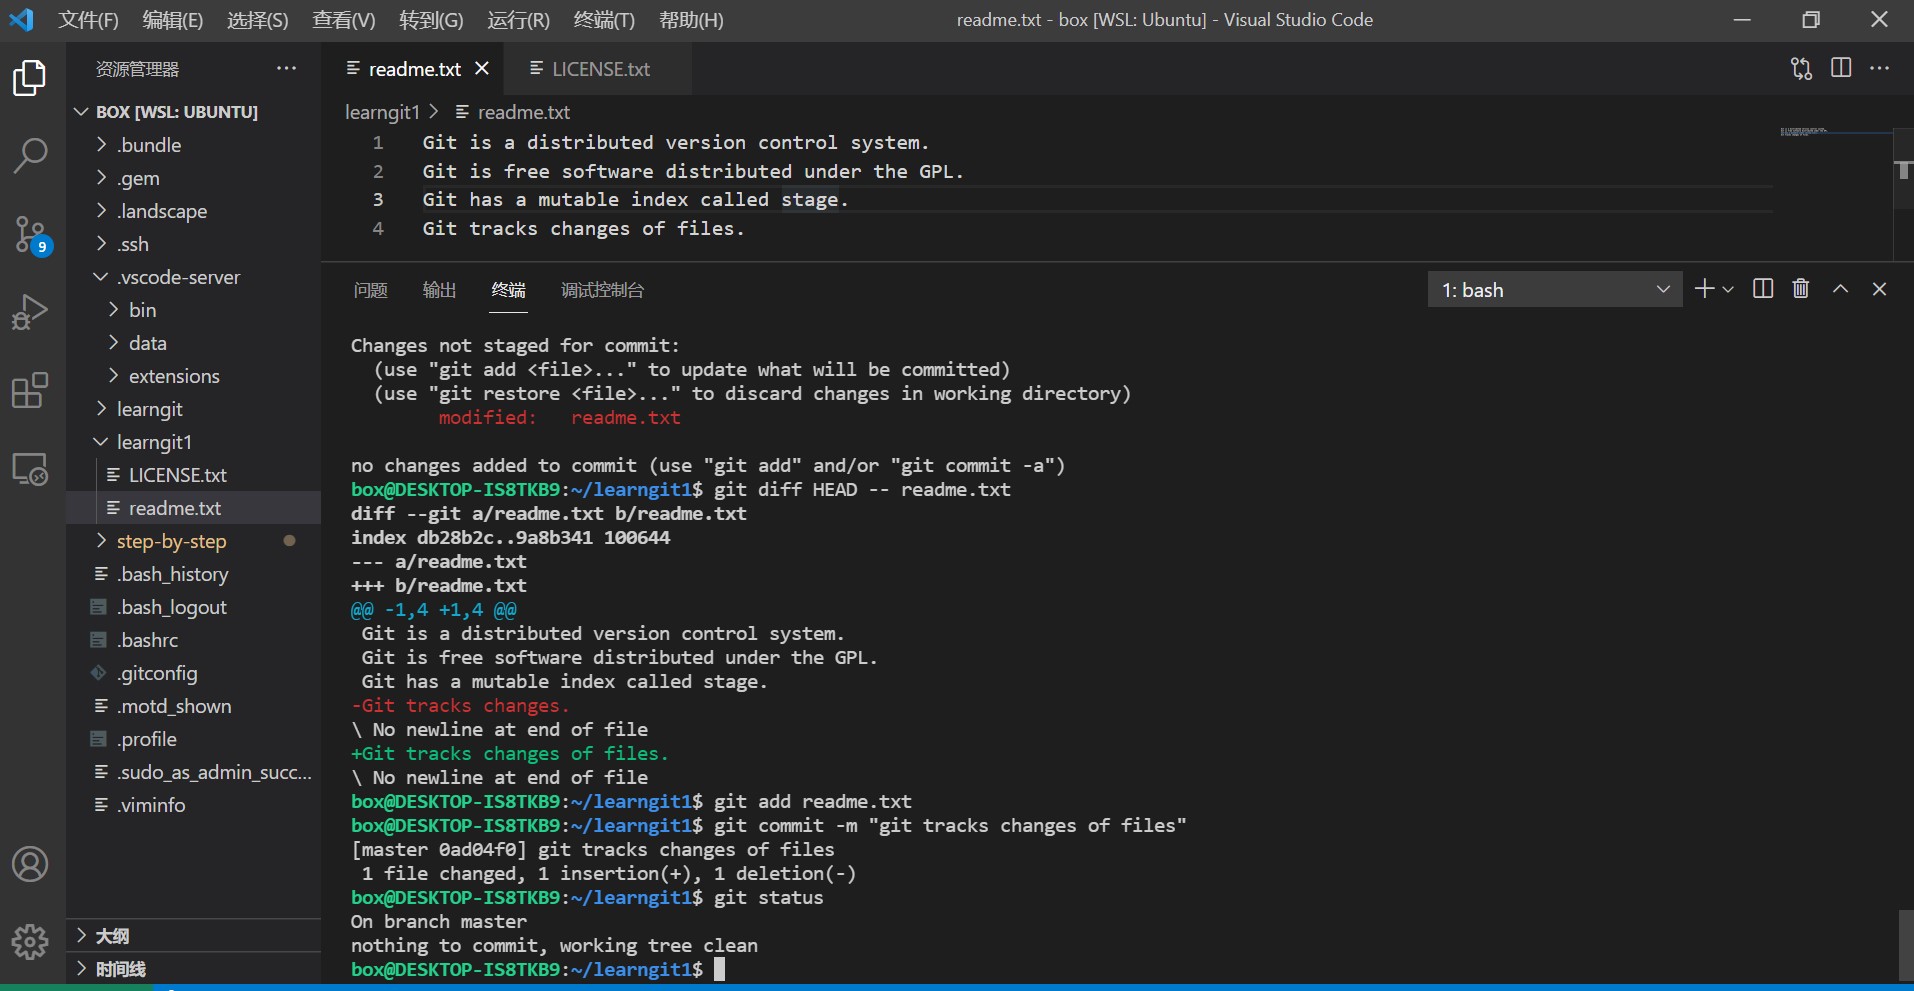 文件(F) 编辑(E) 选择(S) 查看(V) 转到(G) 运行(R) 终端(T) 帮助(H) readme.txt - box [WSL: Ubuntu] - Visual Studio Code
资源管理器
BOX [WSL: UBUNTU]
.bundle
.gem
.landscape
.ssh
.vscode-server
bin
data
extensions
learngit
learngit1
LICENSE.txt
readme.txt
step-by-step
.bash_history
.bash_logout
.bashrc
.gitconfig
.motd_shown
.profile
.sudo_as_admin_succ...
.viminfo
大纲
时间线
9
readme.txt LICENSE.txt
learngit1 > readme.txt
1 Git is a distributed version control system.
2 Git is free software distributed under the GPL.
3 Git has a mutable index called stage.
4 Git tracks changes of files.
问题 输出 终端 调试控制台 1: bash
Changes not staged for commit:
(use "git add <file>..." to update what will be committed)
(use "git restore <file>..." to discard changes in working directory)
modified: readme.txt
no changes added to commit (use "git add" and/or "git commit -a")
box@DESKTOP-IS8TKB9:~/learngit1$ git diff HEAD -- readme.txt
diff --git a/readme.txt b/readme.txt
index db28b2c..9a8b341 100644
--- a/readme.txt
+++ b/readme.txt
@@ -1,4 +1,4 @@
Git is a distributed version control system.
Git is free software distributed under the GPL.
Git has a mutable index called stage.
-Git tracks changes.
\ No newline at end of file
+Git tracks changes of files.
\ No newline at end of file
box@DESKTOP-IS8TKB9:~/learngit1$ git add readme.txt
box@DESKTOP-IS8TKB9:~/learngit1$ git commit -m "git tracks changes of files"
[master 0ad04f0] git tracks changes of files
1 file changed, 1 insertion(+), 1 deletion(-)
box@DESKTOP-IS8TKB9:~/learngit1$ git status
On branch master
nothing to commit, working tree clean
box@DESKTOP-IS8TKB9:~/learngit1$